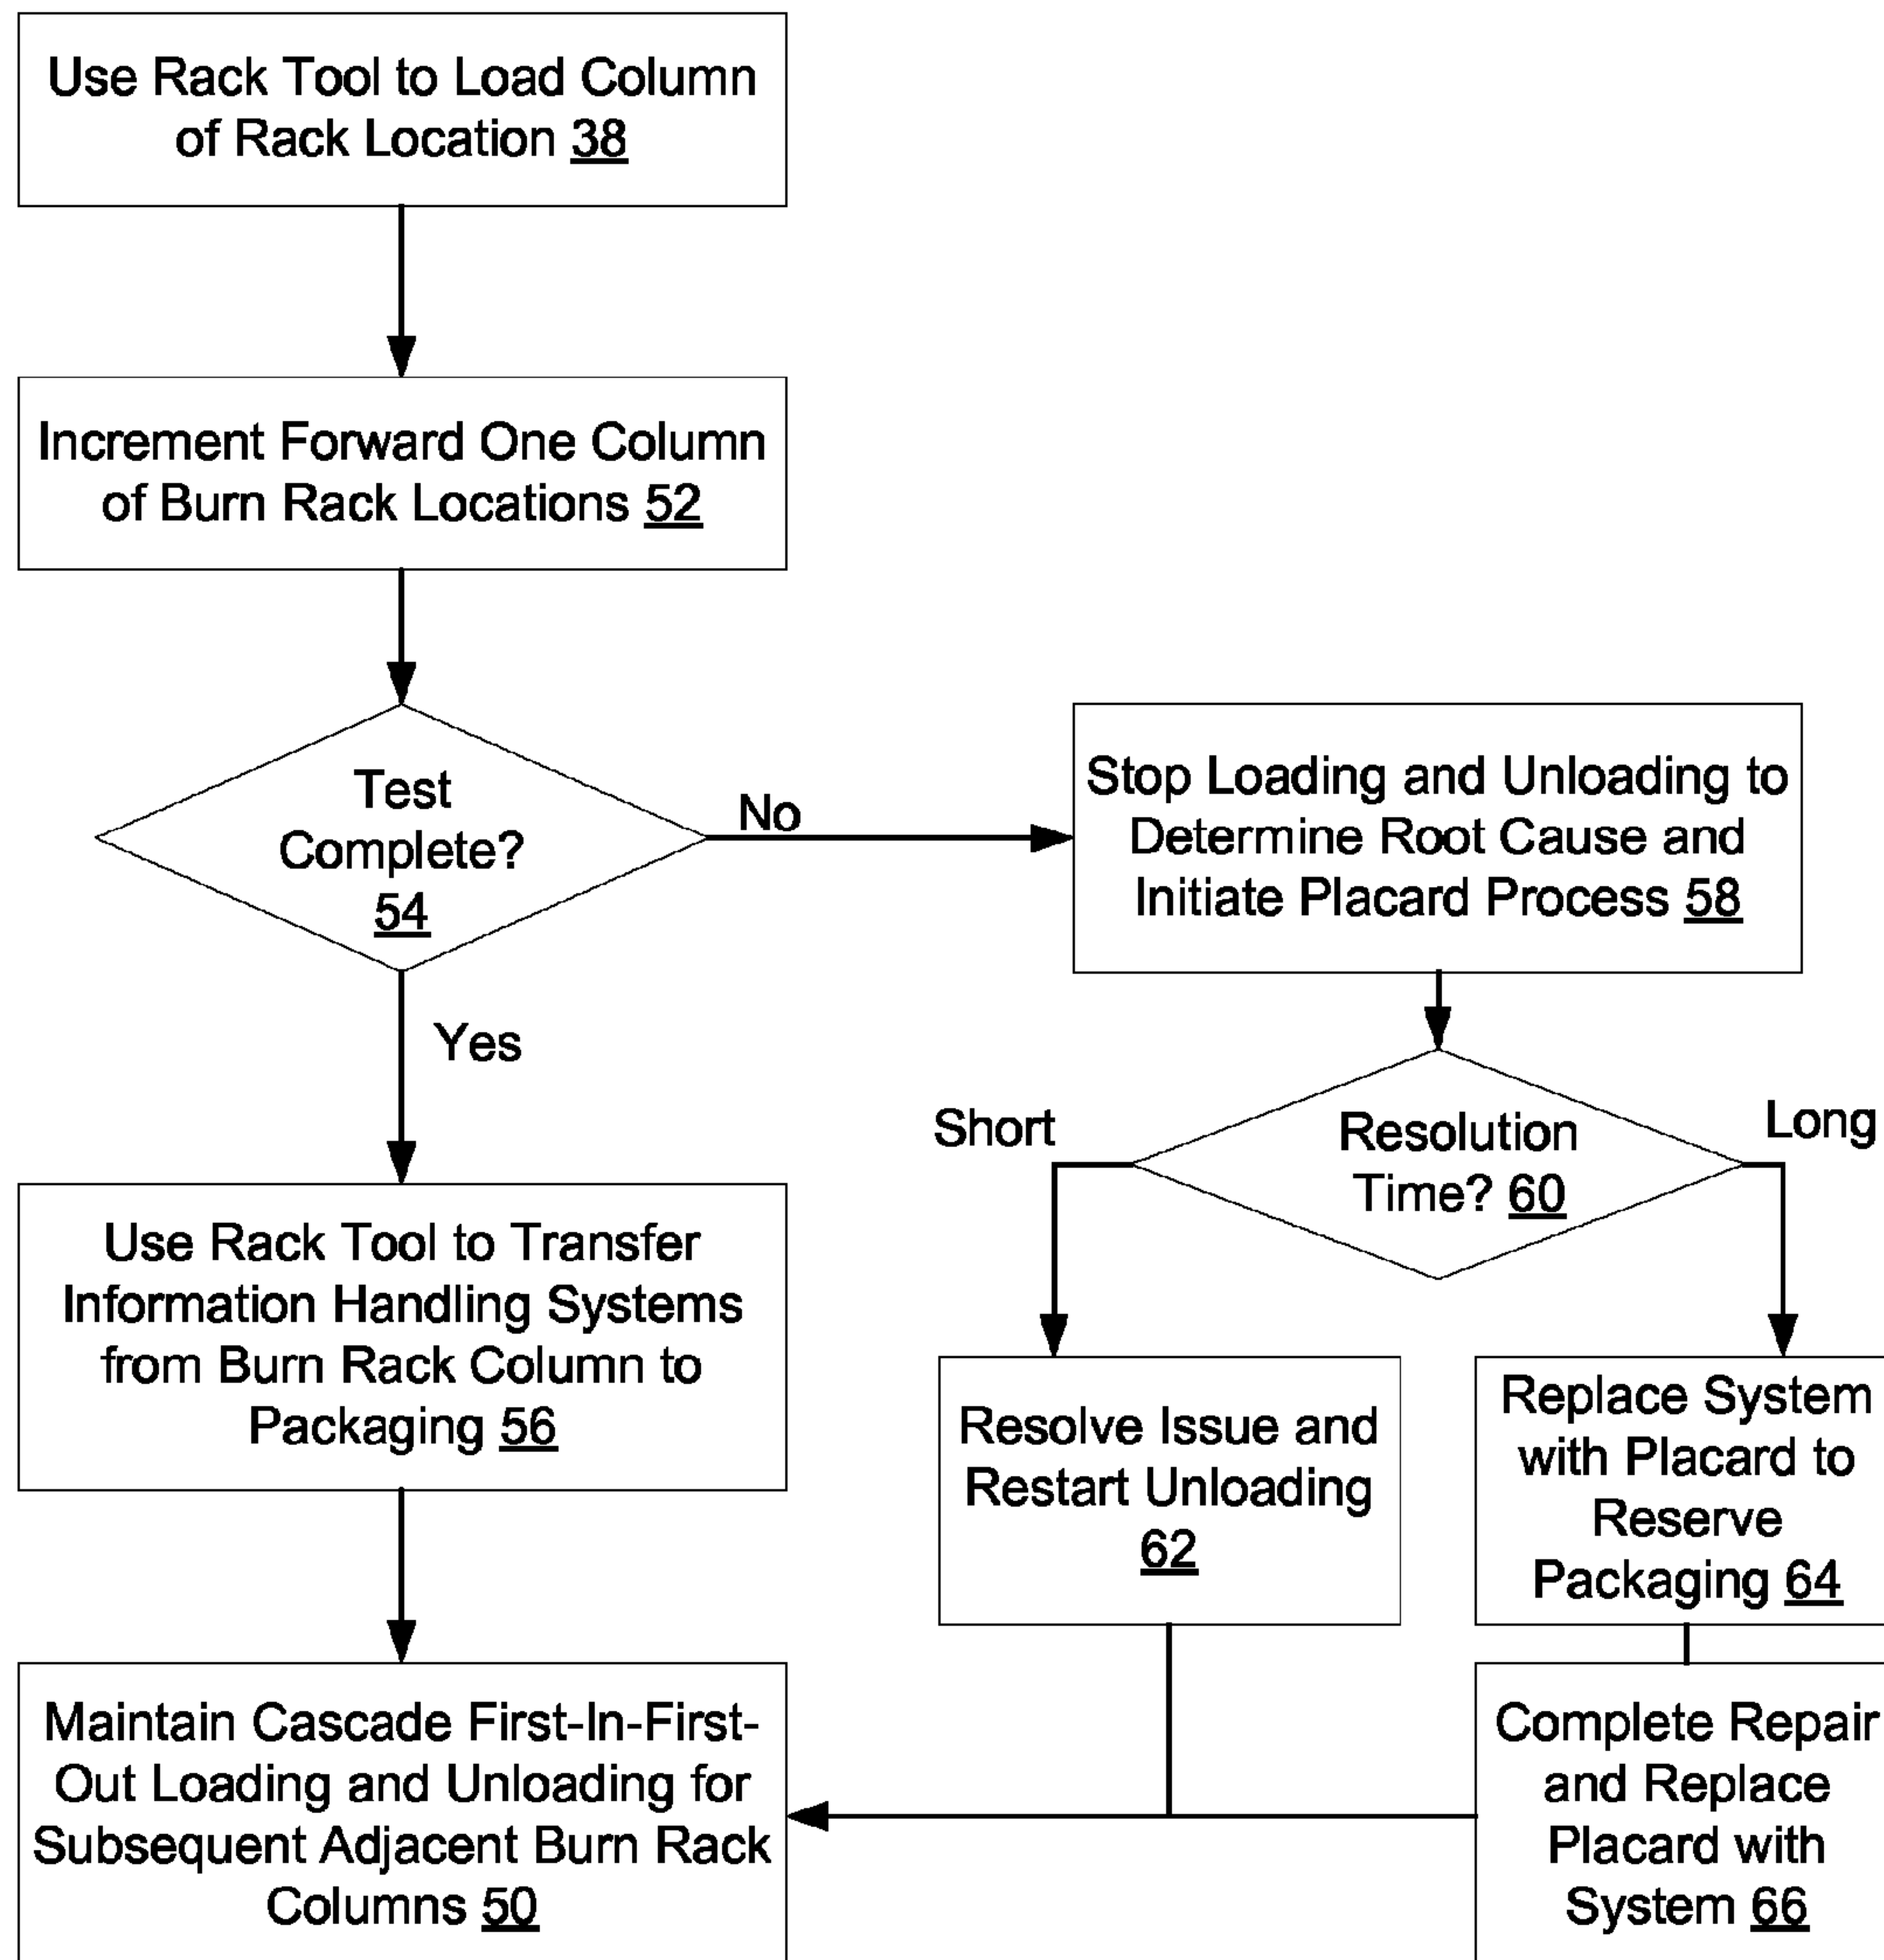 Use Rack Tool to Load Column
of Rack Location 38
Increment Forward One Column
of Burn Rack Locations 52
Test
Complete?
54
No
Yes
Stop Loading and Unloading to
Determine Root Cause and
Initiate Placard Process 58
Resolution
Time? 60
Short
Long
Use Rack Tool to Transfer
Information Handling Systems
from Burn Rack Column to
Packaging 56
Resolve Issue and
Restart Unloading
62
Replace System
with Placard to
Reserve
Packaging 64
Maintain Cascade First-In-First-
Out Loading and Unloading for
Subsequent Adjacent Burn Rack
Columns 50
Complete Repair
and Replace
Placard with
System 66